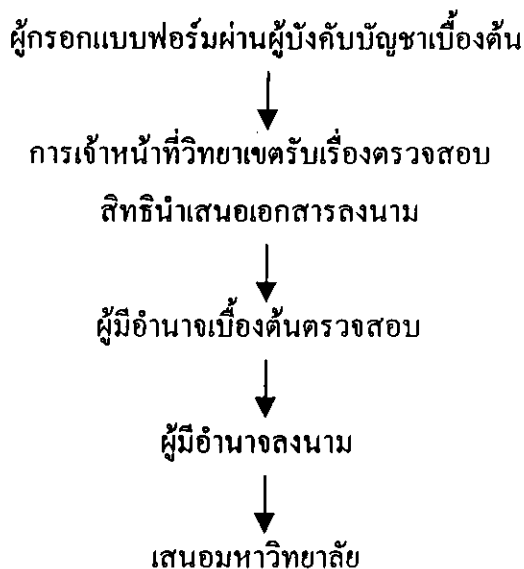 ผู้กรอกแบบฟอร์มผ่านผู้บังคับบัญชาเบื้องต้น
การเจ้าหน้าที่วิทยาเขตรับเรื่องตรวจสอบ
สิทธินำเสนอเอกสารลงนาม
ผู้มีอำนาจเบื้องต้นตรวจสอบ
ผู้มีอำนาจลงนาม
เสนอมหาวิทยาลัย